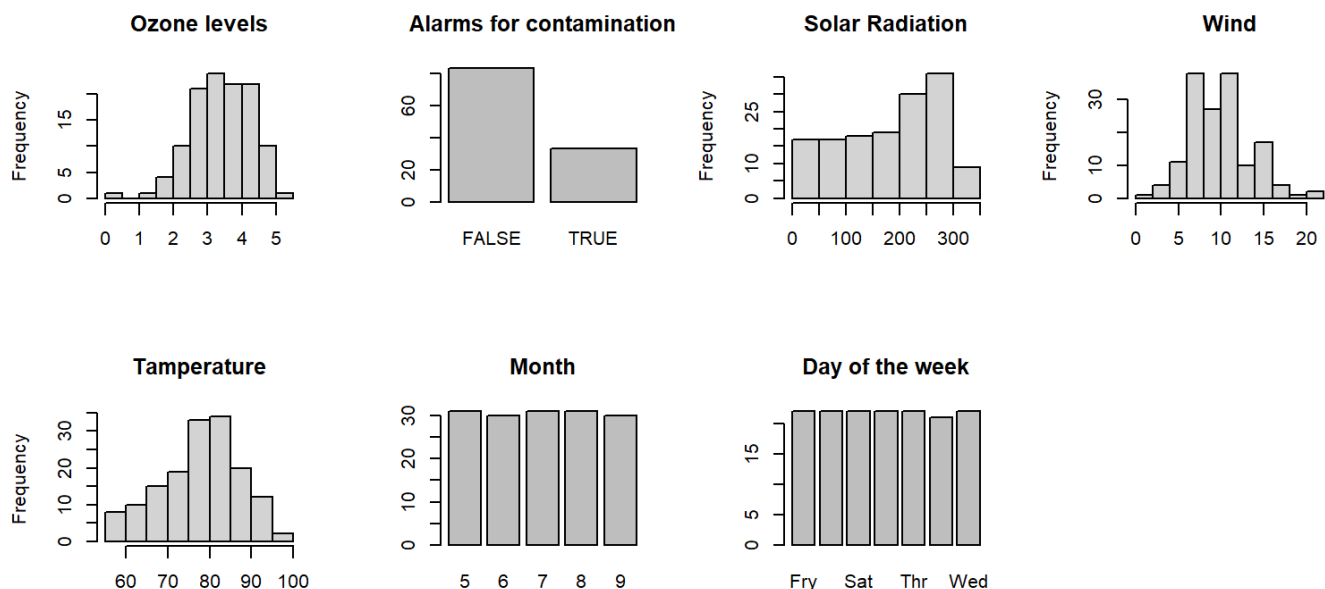 Ozone levels
Frequency
0 5 15
0 1 2 3 4 5
Alarms for contamination
0 20 60
FALSE TRUE
Solar Radiation
Frequency
0 10 25
0 100 200 300
Wind
Frequency
0 10 30
0 5 10 15 20
Tamperature
Frequency
0 10 20 30
60 70 80 90 100
Month
0 10 20 30
5 6 7 8 9
Day of the week
0 5 15
Fry Sat Thr Wed